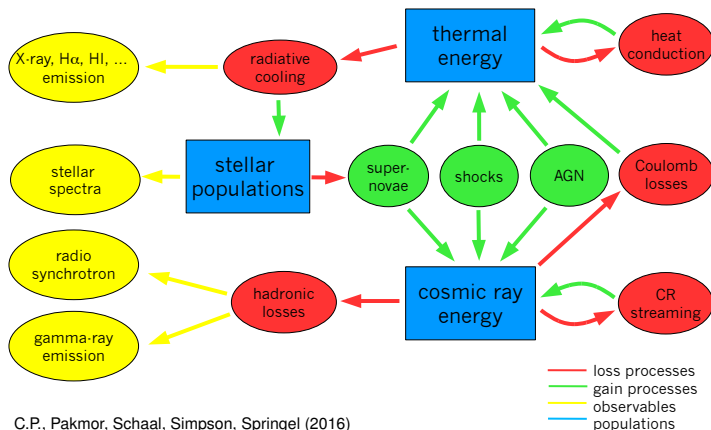 X-ray, Hα, HI, ...
emission
radiative
cooling
thermal
energy
heat
conduction
stellar
spectra
stellar
populations
super-
novae
shocks
AGN
Coulomb
losses
radio
synchrotron
hadronic
losses
cosmic ray
energy
CR
streaming
gamma-ray
emission
loss processes
gain processes
observables
populations
C.P., Pakmor, Schaal, Simpson, Springel (2016)